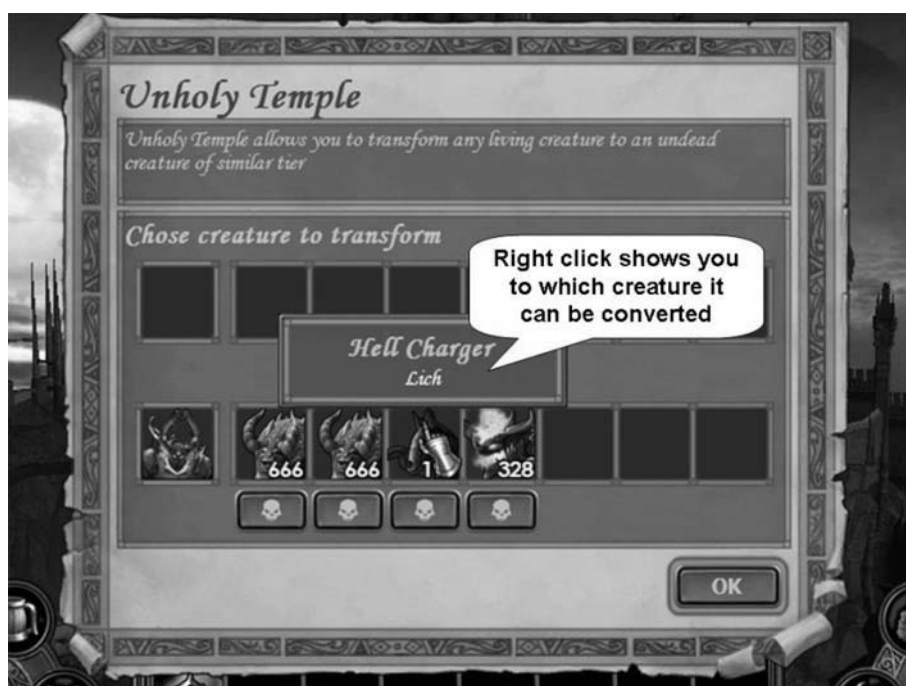 Unholy Temple
Unholy Temple allows you to transform any living creature to an undead
creature of similar tier
Chose creature to transform
Right click shows you
to which creature it
can be converted
Hell Charger
Lich
666
666
1
328
OK